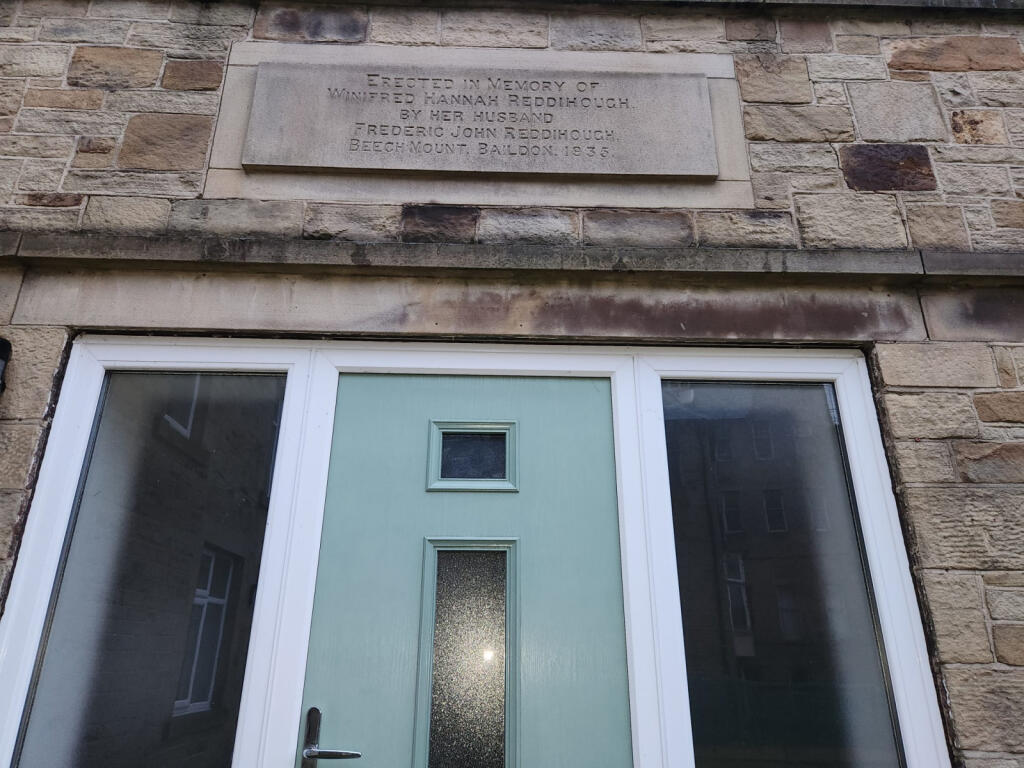 Erected in Memory of
Winifred Hannah Reddihough.
by her husband
Frederic John Reddihough,
Beech Mount, Baildon. 1935.